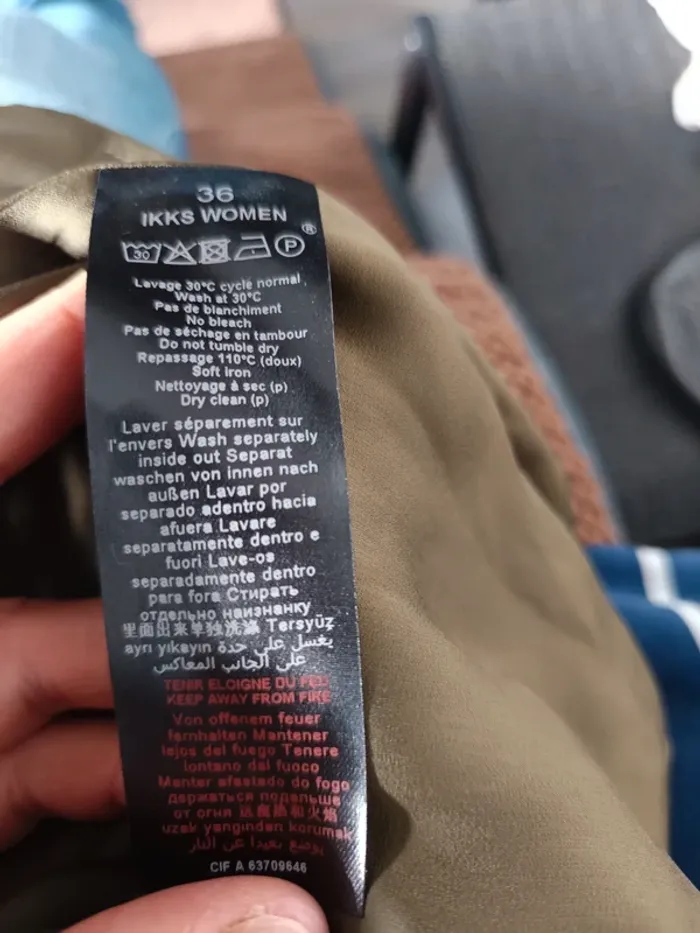 36
IKKS WOMEN
®
30 P
Lavage 30°C cycle normal
Wash at 30°C
Pas de blanchiment
No bleach
Pas de séchage en tambour
Do not tumble dry
Repassage 110°C (doux)
Soft iron
Nettoyage à sec (p)
Dry clean (p)
Laver séparement sur
l'envers Wash separately
inside out Separat
waschen von innen nach
außen Lavar por
separado adentro hacia
afuera Lavare
separatamente dentro e
fuori Lave-os
separadamente dentro
para fora Стирать
отдельно наизнанку
里面出来单独洗涤 Tersyüz
ayrı yıkayın يغسل على حدة
على الجانب المعاكس
TENIR ELOIGNE DU FEU
KEEP AWAY FROM FIRE
Von offenem feuer
fernhalten Mantener
lejos del fuego Tenere
lontano dal fuoco
Manter afastado do fogo
держаться подальше
от огня 远离火和火焰
uzak yangından korumak
يوضع بعيدا عن النار
CIF A 63709646